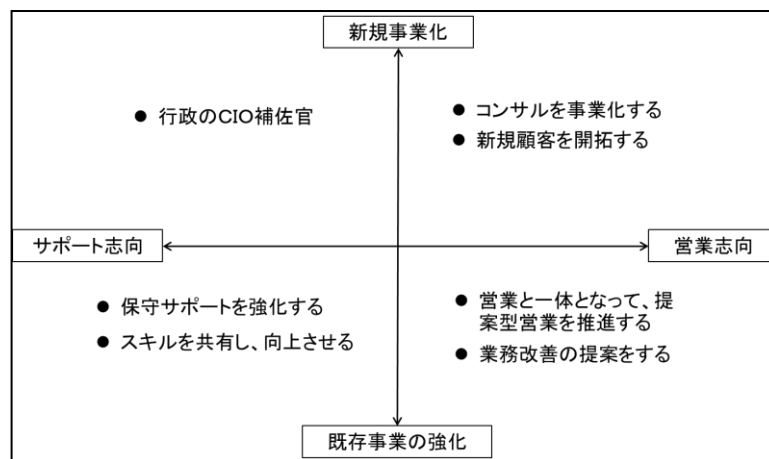 新規事業化
● 行政のCIO補佐官
● コンサルを事業化する
● 新規顧客を開拓する
サポート志向
営業志向
● 保守サポートを強化する
● スキルを共有し、向上させる
● 営業と一体となって、提
案型営業を推進する
● 業務改善の提案をする
既存事業の強化